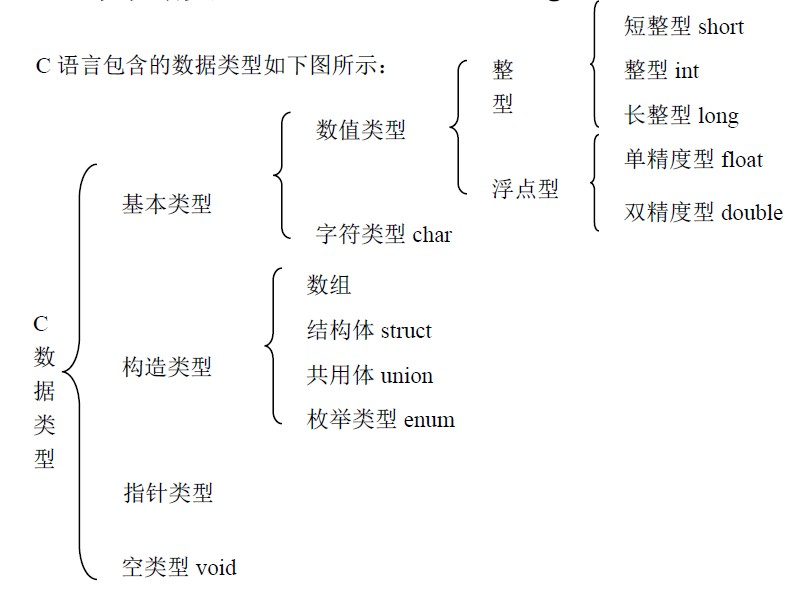 C 语言包含的数据类型如下图所示：
C
数
据
类
型
基本类型
数值类型
整
型
短整型 short
整型 int
长整型 long
浮点型
单精度型 float
双精度型 double
字符类型 char
构造类型
数组
结构体 struct
共用体 union
枚举类型 enum
指针类型
空类型 void